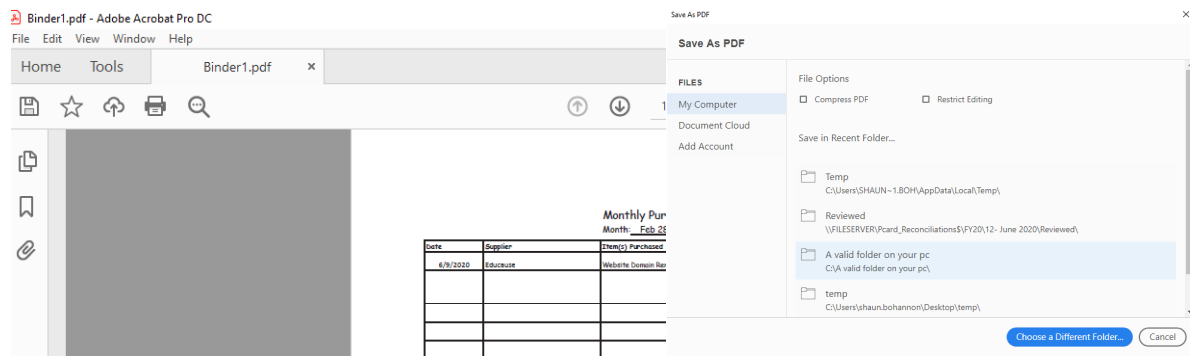 Binder1.pdf - Adobe Acrobat Pro DC
File Edit View Window Help
Home Tools Binder1.pdf ×
1
Monthly Pur
Month: Feb 28
Date Supplier Item(s) Purchased
6/9/2020 Educause Website Domain Ren
Save As PDF
Save As PDF
FILES
My Computer
Document Cloud
Add Account
File Options
Compress PDF Restrict Editing
Save in Recent Folder...
Temp
C:\Users\SHAUN~1.BOH\AppData\Local\Temp\
Reviewed
\\FILESERVER\Pcard_Reconciliations$\FY20\12- June 2020\Reviewed\
A valid folder on your pc
C:\A valid folder on your pc\
temp
C:\Users\shaun.bohannon\Desktop\temp\
Choose a Different Folder... Cancel